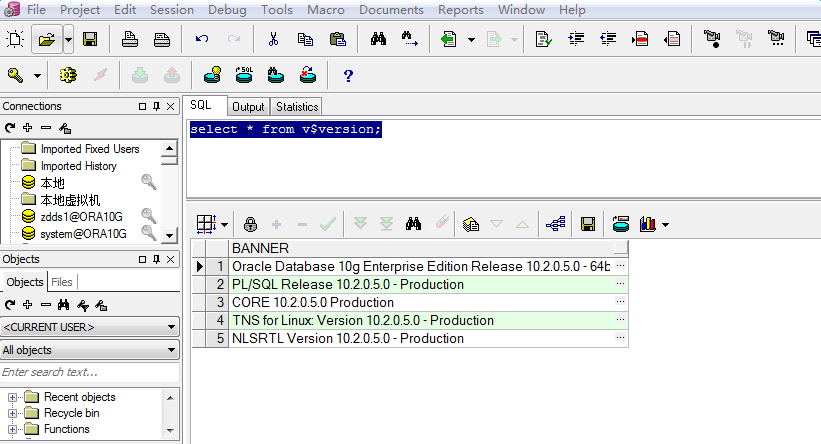 File Project Edit Session Debug Tools Macro Documents Reports Window Help
SQL
?
Connections
Imported Fixed Users
Imported History
本地
本地虚拟机
zdds1@ORA10G
system@ORA10G
Objects
Objects Files
<CURRENT USER>
All objects
Enter search text...
Recent objects
Recycle bin
Functions
SQL Output Statistics
select * from v$version;
BANNER
1 Oracle Database 10g Enterprise Edition Release 10.2.0.5.0 - 64b ...
2 PL/SQL Release 10.2.0.5.0 - Production ...
3 CORE 10.2.0.5.0 Production ...
4 TNS for Linux: Version 10.2.0.5.0 - Production ...
5 NLSRTL Version 10.2.0.5.0 - Production ...